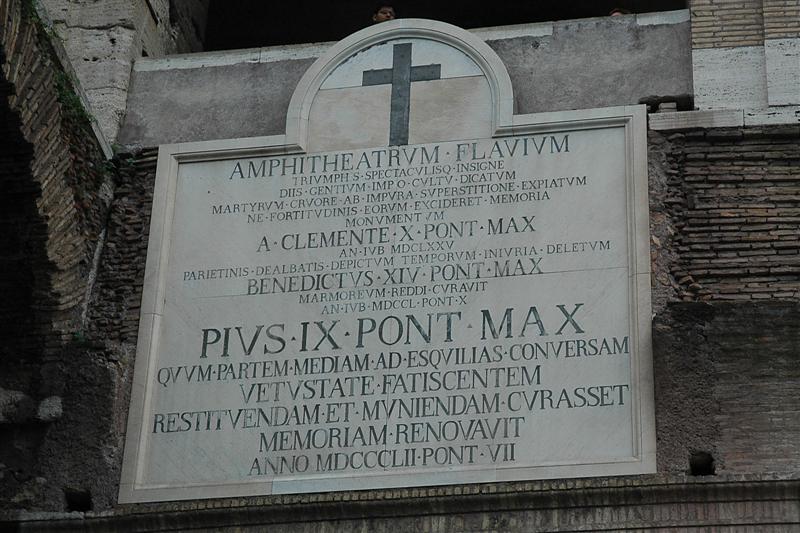 AMPHITHEATRVM · FLAVIVM
TRIVMPHIS · SPECTACVLISQ · INSIGNE
DIIS · GENTIVM · IMPIO · CVLTV · DICATVM
MARTYRVM · CRVORE · AB · IMPVRA · SVPERSTITIONE · EXPIATVM
NE · FORTITVDINIS · EORVM · EXCIDERET · MEMORIA
MONVMENTVM
A · CLEMENTE · X · PONT · MAX
AN · IVB · MDCLXXV
PARIETINIS · DEALBATIS · DEPICTVM · TEMPORVM · INIVRIA · DELETVM
BENEDICTVS · XIV · PONT · MAX
MARMOREVM · REDDI · CVRAVIT
AN · IVB · MDCCL · PONT · X
PIVS · IX · PONT · MAX
QVVM · PARTEM · MEDIAM · AD · ESQVILIAS · CONVERSAM
VETVSTATE · FATISCENTEM
RESTITVENDAM · ET · MVNIENDAM · CVRASSET
MEMORIAM · RENOVAVIT
ANNO MDCCCLII · PONT · VII